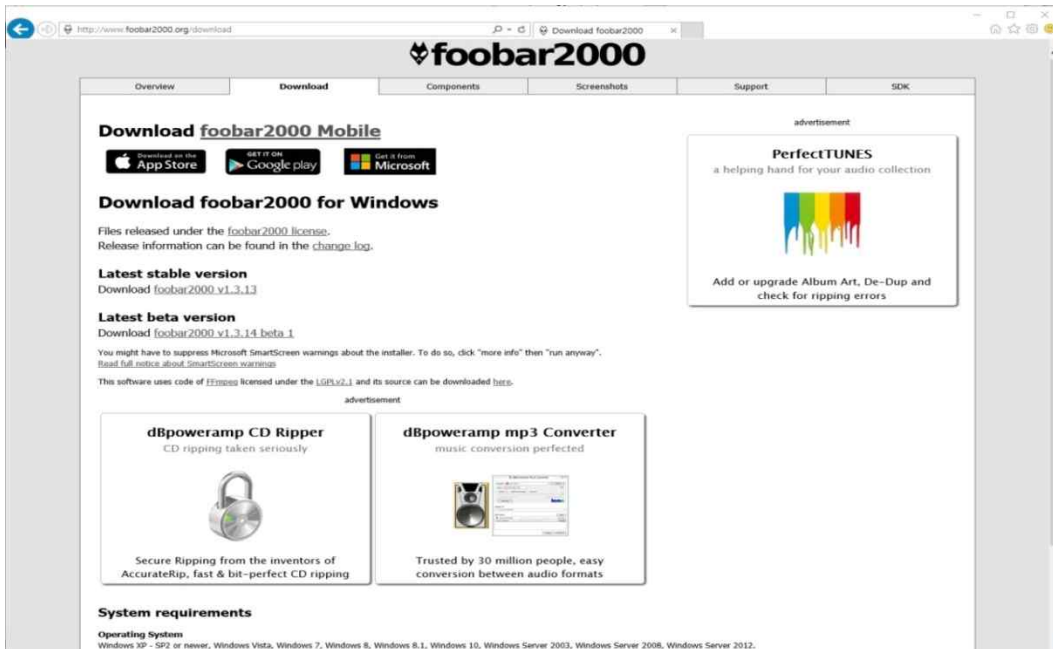 http://www.foobar2000.org/download
Download foobar2000
foobar2000
Overview Download Components Screenshots Support SDK
Download foobar2000 Mobile
Download on the App Store
GET IT ON Google play
Get it from Microsoft
Download foobar2000 for Windows
Files released under the foobar2000 license.
Release information can be found in the change log.
Latest stable version
Download foobar2000 v1.3.13
Latest beta version
Download foobar2000 v1.3.14 beta 1
You might have to suppress Microsoft SmartScreen warnings about the installer. To do so, click "more info" then "run anyway".
Read full notice about SmartScreen warnings
This software uses code of FFmpeg licensed under the LGPLv2.1 and its source can be downloaded here.
advertisement
PerfectTUNES
a helping hand for your audio collection
Add or upgrade Album Art, De-Dup and
check for ripping errors
advertisement
dBpoweramp CD Ripper
CD ripping taken seriously
Secure Ripping from the inventors of
AccurateRip, fast & bit-perfect CD ripping
dBpoweramp mp3 Converter
music conversion perfected
Trusted by 30 million people, easy
conversion between audio formats
System requirements
Operating System
Windows XP - SP2 or newer, Windows Vista, Windows 7, Windows 8, Windows 8.1, Windows 10, Windows Server 2003, Windows Server 2008, Windows Server 2012.